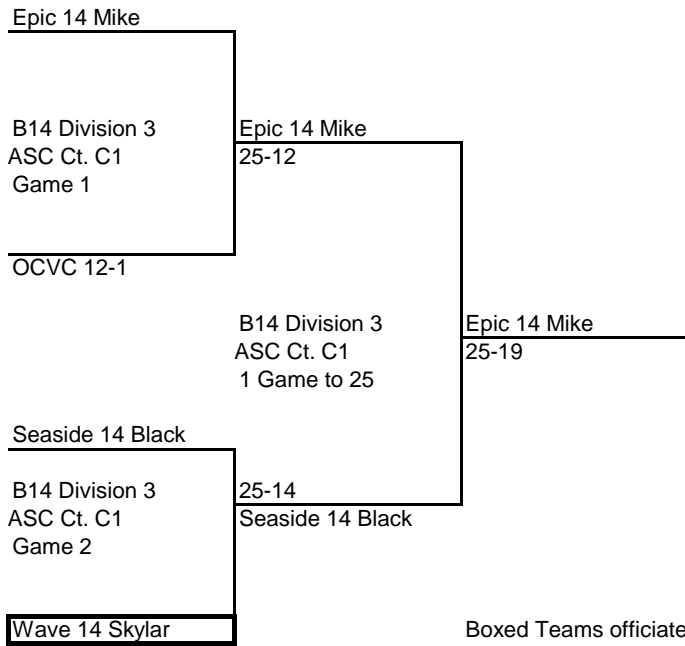 Epic 14 Mike
B14 Division 3
ASC Ct. C1
Game 1
Epic 14 Mike
25-12
OCVC 12-1
B14 Division 3
ASC Ct. C1
1 Game to 25
Epic 14 Mike
25-19
Seaside 14 Black
B14 Division 3
ASC Ct. C1
Game 2
25-14
Seaside 14 Black
Wave 14 Skylar
Boxed Teams officiate